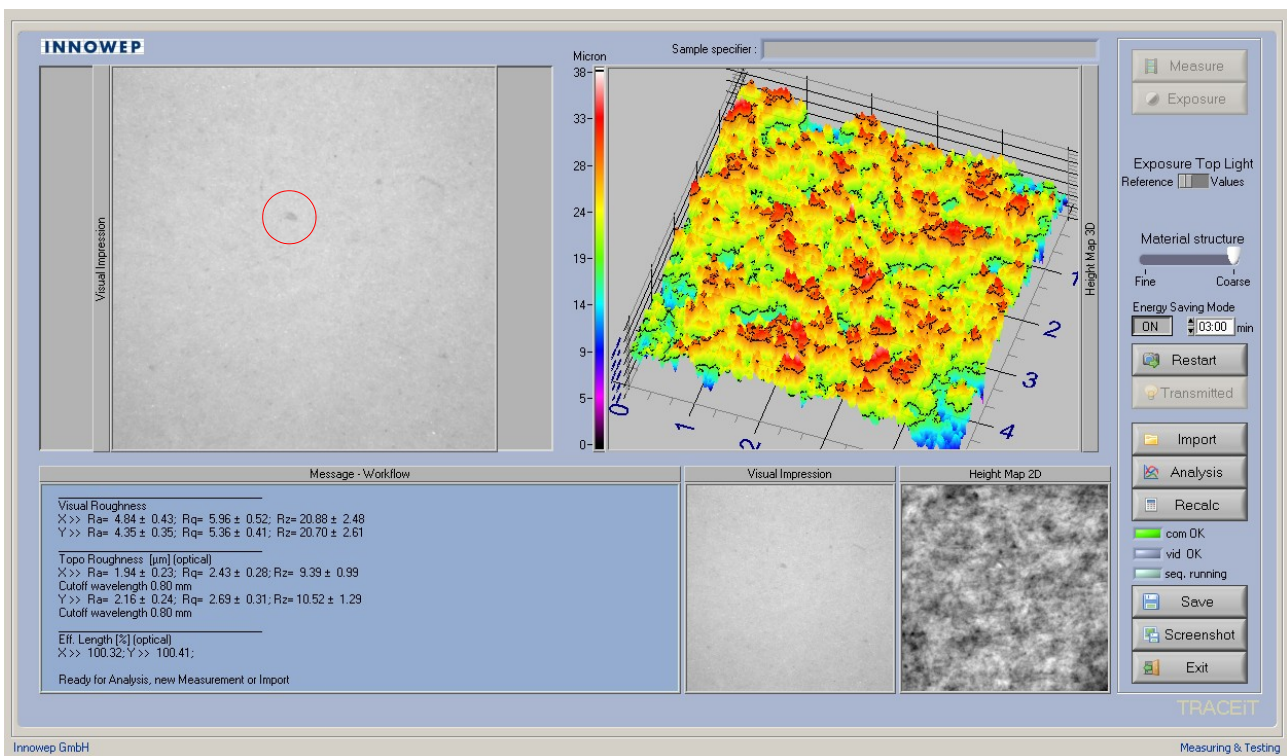 INNOWEP
Sample specifier :
Micron
38
33
28
24
19
14
9
5
0
Visual Impression
Height Map 3D
0
1
2
1
2
3
4
Measure
Exposure
Exposure Top Light
Reference Values
Material structure
Fine Coarse
Energy Saving Mode
ON 03:00 min
Restart
Transmitted
Import
Analysis
Recalc
com OK
vid OK
seq. running
Save
Screenshot
Exit
Message - Workflow
Visual Roughness
X >> Ra= 4.84 ± 0.43; Rq= 5.96 ± 0.52; Rz= 20.88 ± 2.48
Y >> Ra= 4.35 ± 0.35; Rq= 5.36 ± 0.41; Rz= 20.70 ± 2.61
Topo Roughness [µm] (optical)
X >> Ra= 1.94 ± 0.23; Rq= 2.43 ± 0.28; Rz= 9.39 ± 0.99
Cutoff wavelength 0.80 mm
Y >> Ra= 2.16 ± 0.24; Rq= 2.69 ± 0.31; Rz= 10.52 ± 1.29
Cutoff wavelength 0.80 mm
Eff. Length [%] (optical)
X >> 100.32; Y >> 100.41;
Ready for Analysis, new Measurement or Import
Visual Impression
Height Map 2D
TRACEiT
Innowep GmbH
Measuring & Testing